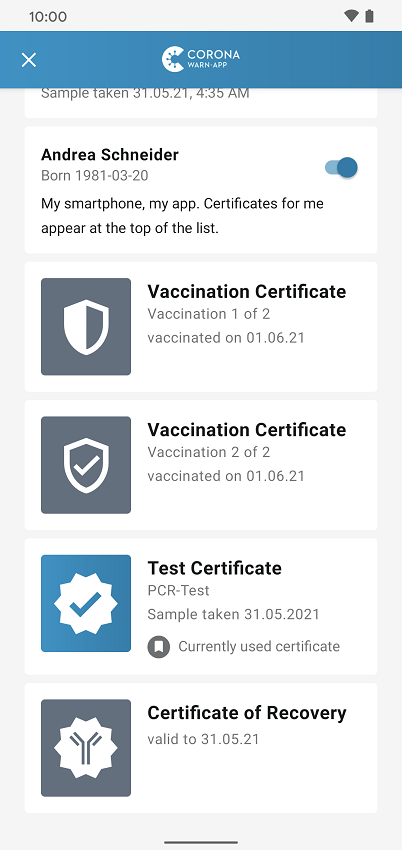 10:00
CORONA
WARN-APP
Sample taken 31.05.21, 4:35 AM
Andrea Schneider
Born 1981-03-20
My smartphone, my app. Certificates for me
appear at the top of the list.
Vaccination Certificate
Vaccination 1 of 2
vaccinated on 01.06.21
Vaccination Certificate
Vaccination 2 of 2
vaccinated on 01.06.21
Test Certificate
PCR-Test
Sample taken 31.05.2021
Currently used certificate
Certificate of Recovery
valid to 31.05.21